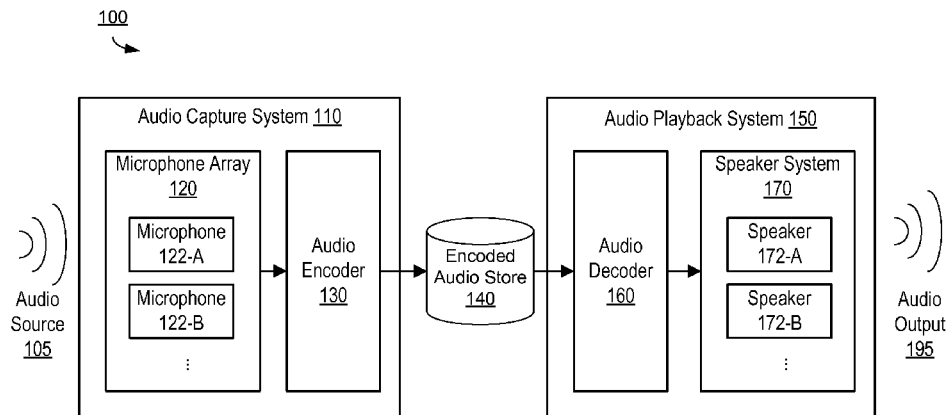 100
Audio Capture System 110
Microphone Array
120
Microphone
122-A
Microphone
122-B
⋮
Audio
Encoder
130
Audio
Source
105
Encoded
Audio Store
140
Audio Playback System 150
Audio
Decoder
160
Speaker System
170
Speaker
172-A
Speaker
172-B
⋮
Audio
Output
195